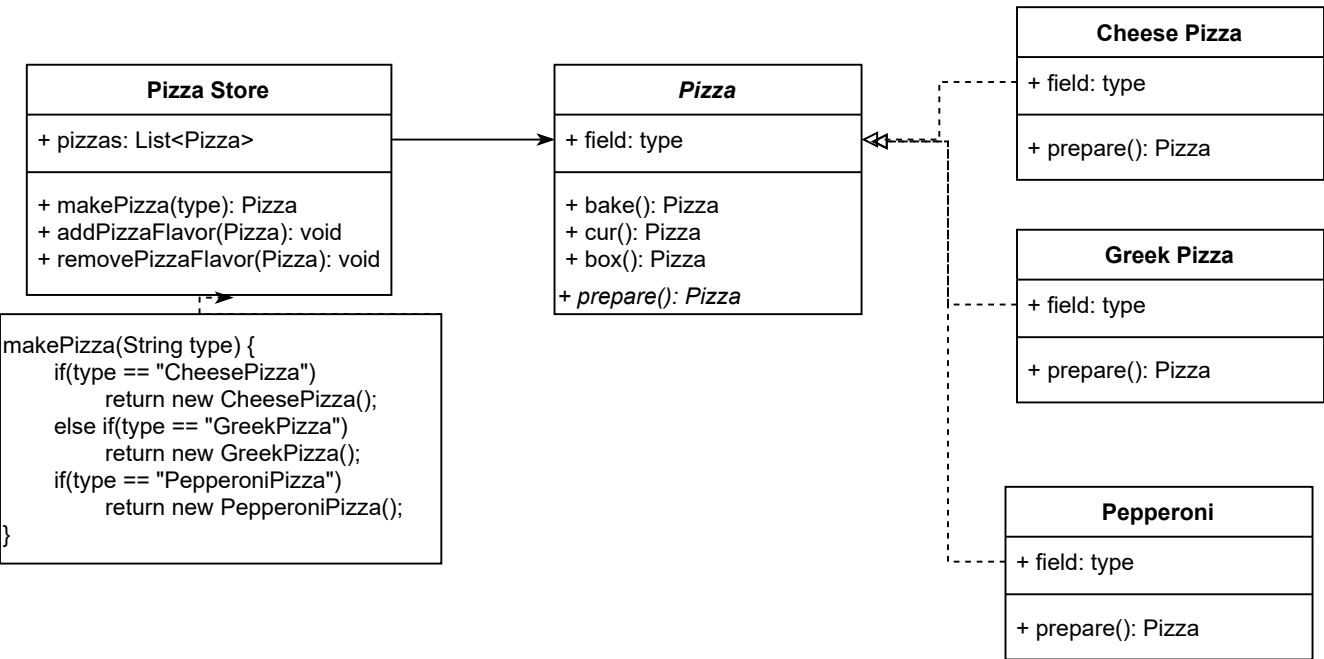 Pizza Store
+ pizzas: List<Pizza>
+ makePizza(type): Pizza
+ addPizzaFlavor(Pizza): void
+ removePizzaFlavor(Pizza): void
makePizza(String type) {
if(type == "CheesePizza")
return new CheesePizza();
else if(type == "GreekPizza")
return new GreekPizza();
if(type == "PepperoniPizza")
return new PepperoniPizza();
}
Pizza
+ field: type
+ bake(): Pizza
+ cur(): Pizza
+ box(): Pizza
+ prepare(): Pizza
Cheese Pizza
+ field: type
+ prepare(): Pizza
Greek Pizza
+ field: type
+ prepare(): Pizza
Pepperoni
+ field: type
+ prepare(): Pizza